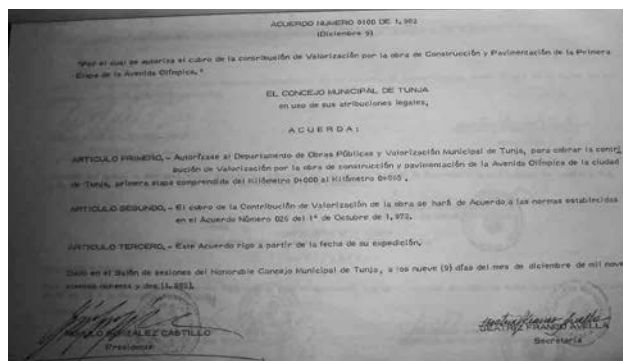 ACUERDO NUMERO 0100 DE 1,982
(Diciembre 9)
"Por el cual se autoriza el cobro de la contribución de Valorización por la obra de Construcción y Pavimentación de la Primera
Etapa de la Avenida Olímpica."
EL CONCEJO MUNICIPAL DE TUNJA
en uso de sus atribuciones legales,
A C U E R D A :
ARTICULO PRIMERO, - Autorízase al Departamento de Obras Públicas y Valorización Municipal de Tunja, para cobrar la contri
bución de Valorización por la obra de construcción y pavimentación de la Avenida Olímpica de la ciudad
de Tunja, primera etapa comprendida del Kilómetro 0+000 al Kilómetro
ARTICULO SEGUNDO, - El cobro de la Contribución de Valorización de la obra se hará de Acuerdo a las normas establecidas
en el Acuerdo Número 026 del 1° de Octubre de 1,972.
ARTICULO TERCERO, - Este Acuerdo rige a partir de la fecha de su expedición.
Dado en el Salón de sesiones del Honorable Concejo Municipal de Tunja, a los nueve (9) días del mes de diciembre de mil nove
cientos ochenta y dos (1,982).
GONZALEZ CASTILLO
Presidente
BEATRIZ FRANCO AVELLA
Secretaria